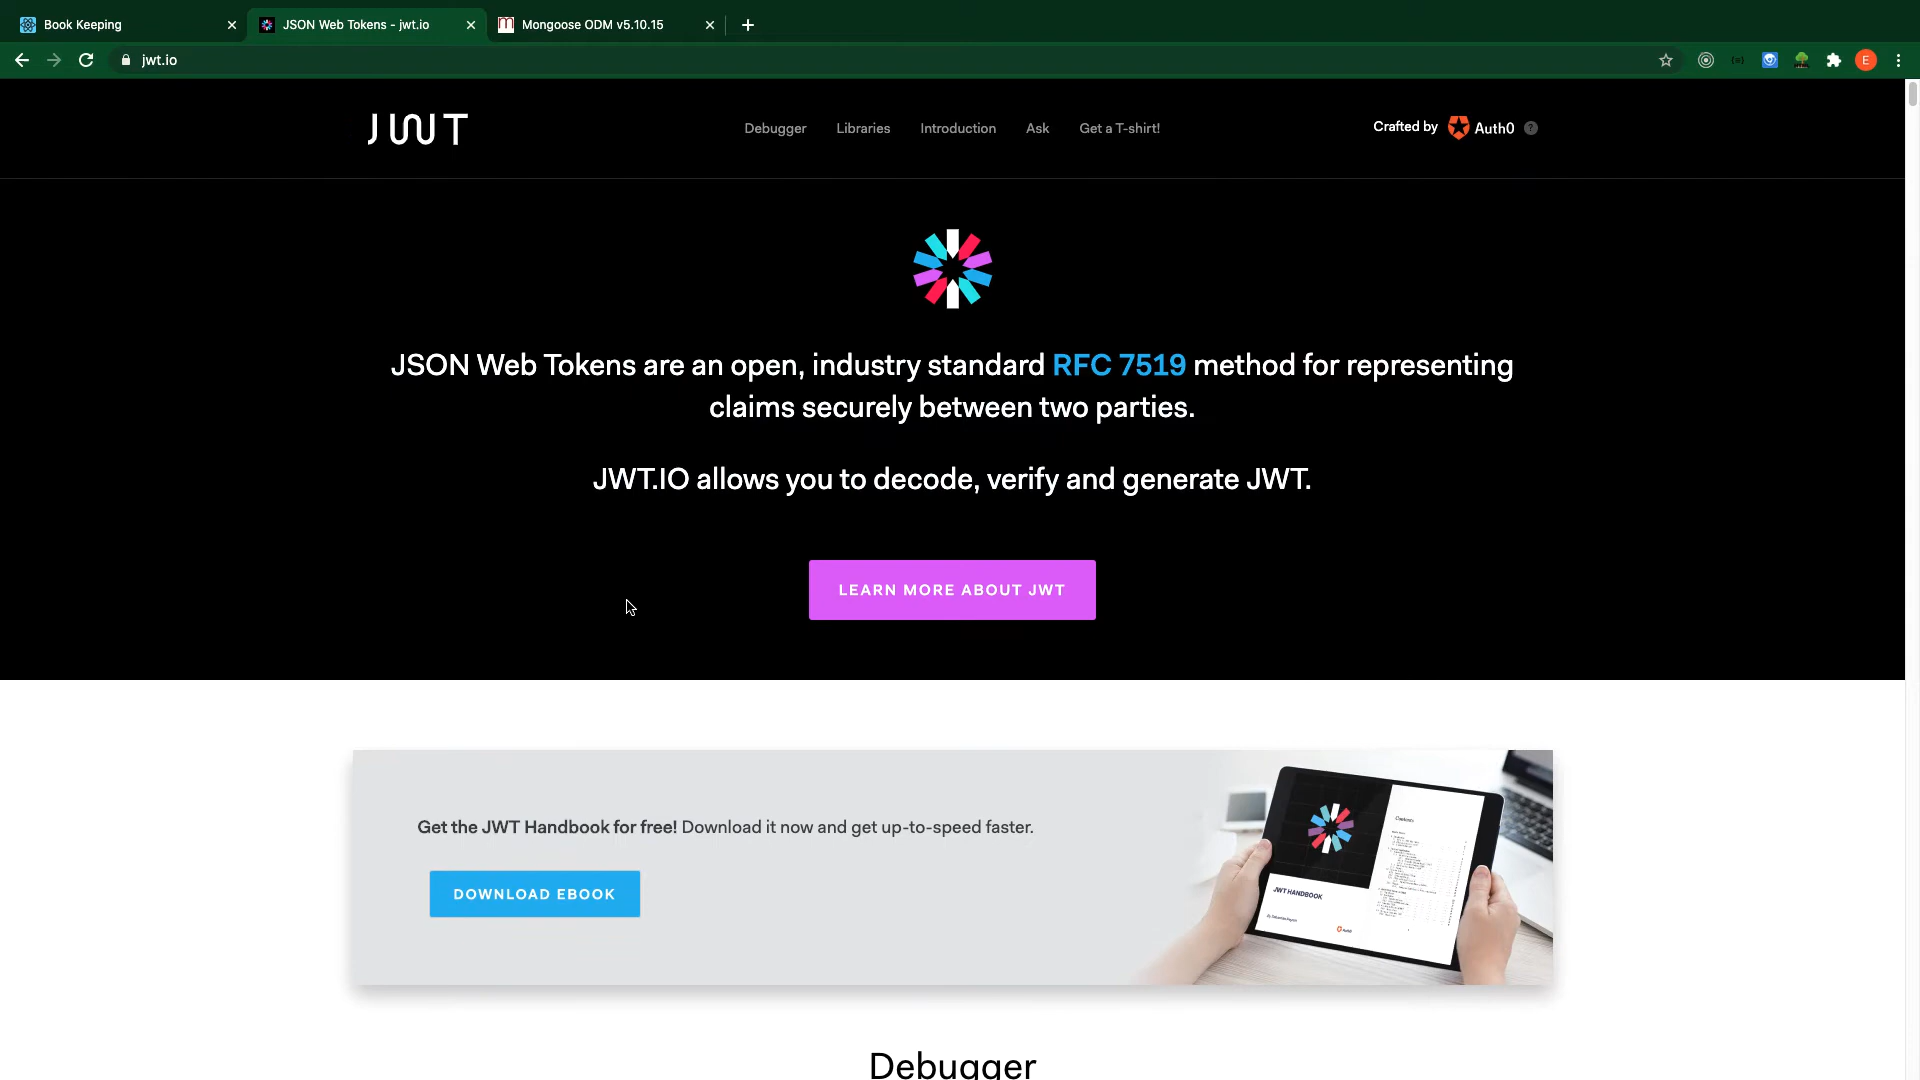 Book Keeping
JSON Web Tokens - jwt.io
Mongoose ODM v5.10.15
jwt.io
E
JWT
Debugger
Libraries
Introduction
Ask
Get a T-shirt!
Crafted by Auth0 ?
JSON Web Tokens are an open, industry standard RFC 7519 method for representing
claims securely between two parties.
JWT.IO allows you to decode, verify and generate JWT.
LEARN MORE ABOUT JWT
Get the JWT Handbook for free! Download it now and get up-to-speed faster.
DOWNLOAD EBOOK
Contents
JWT HANDBOOK
Auth0
Debugger